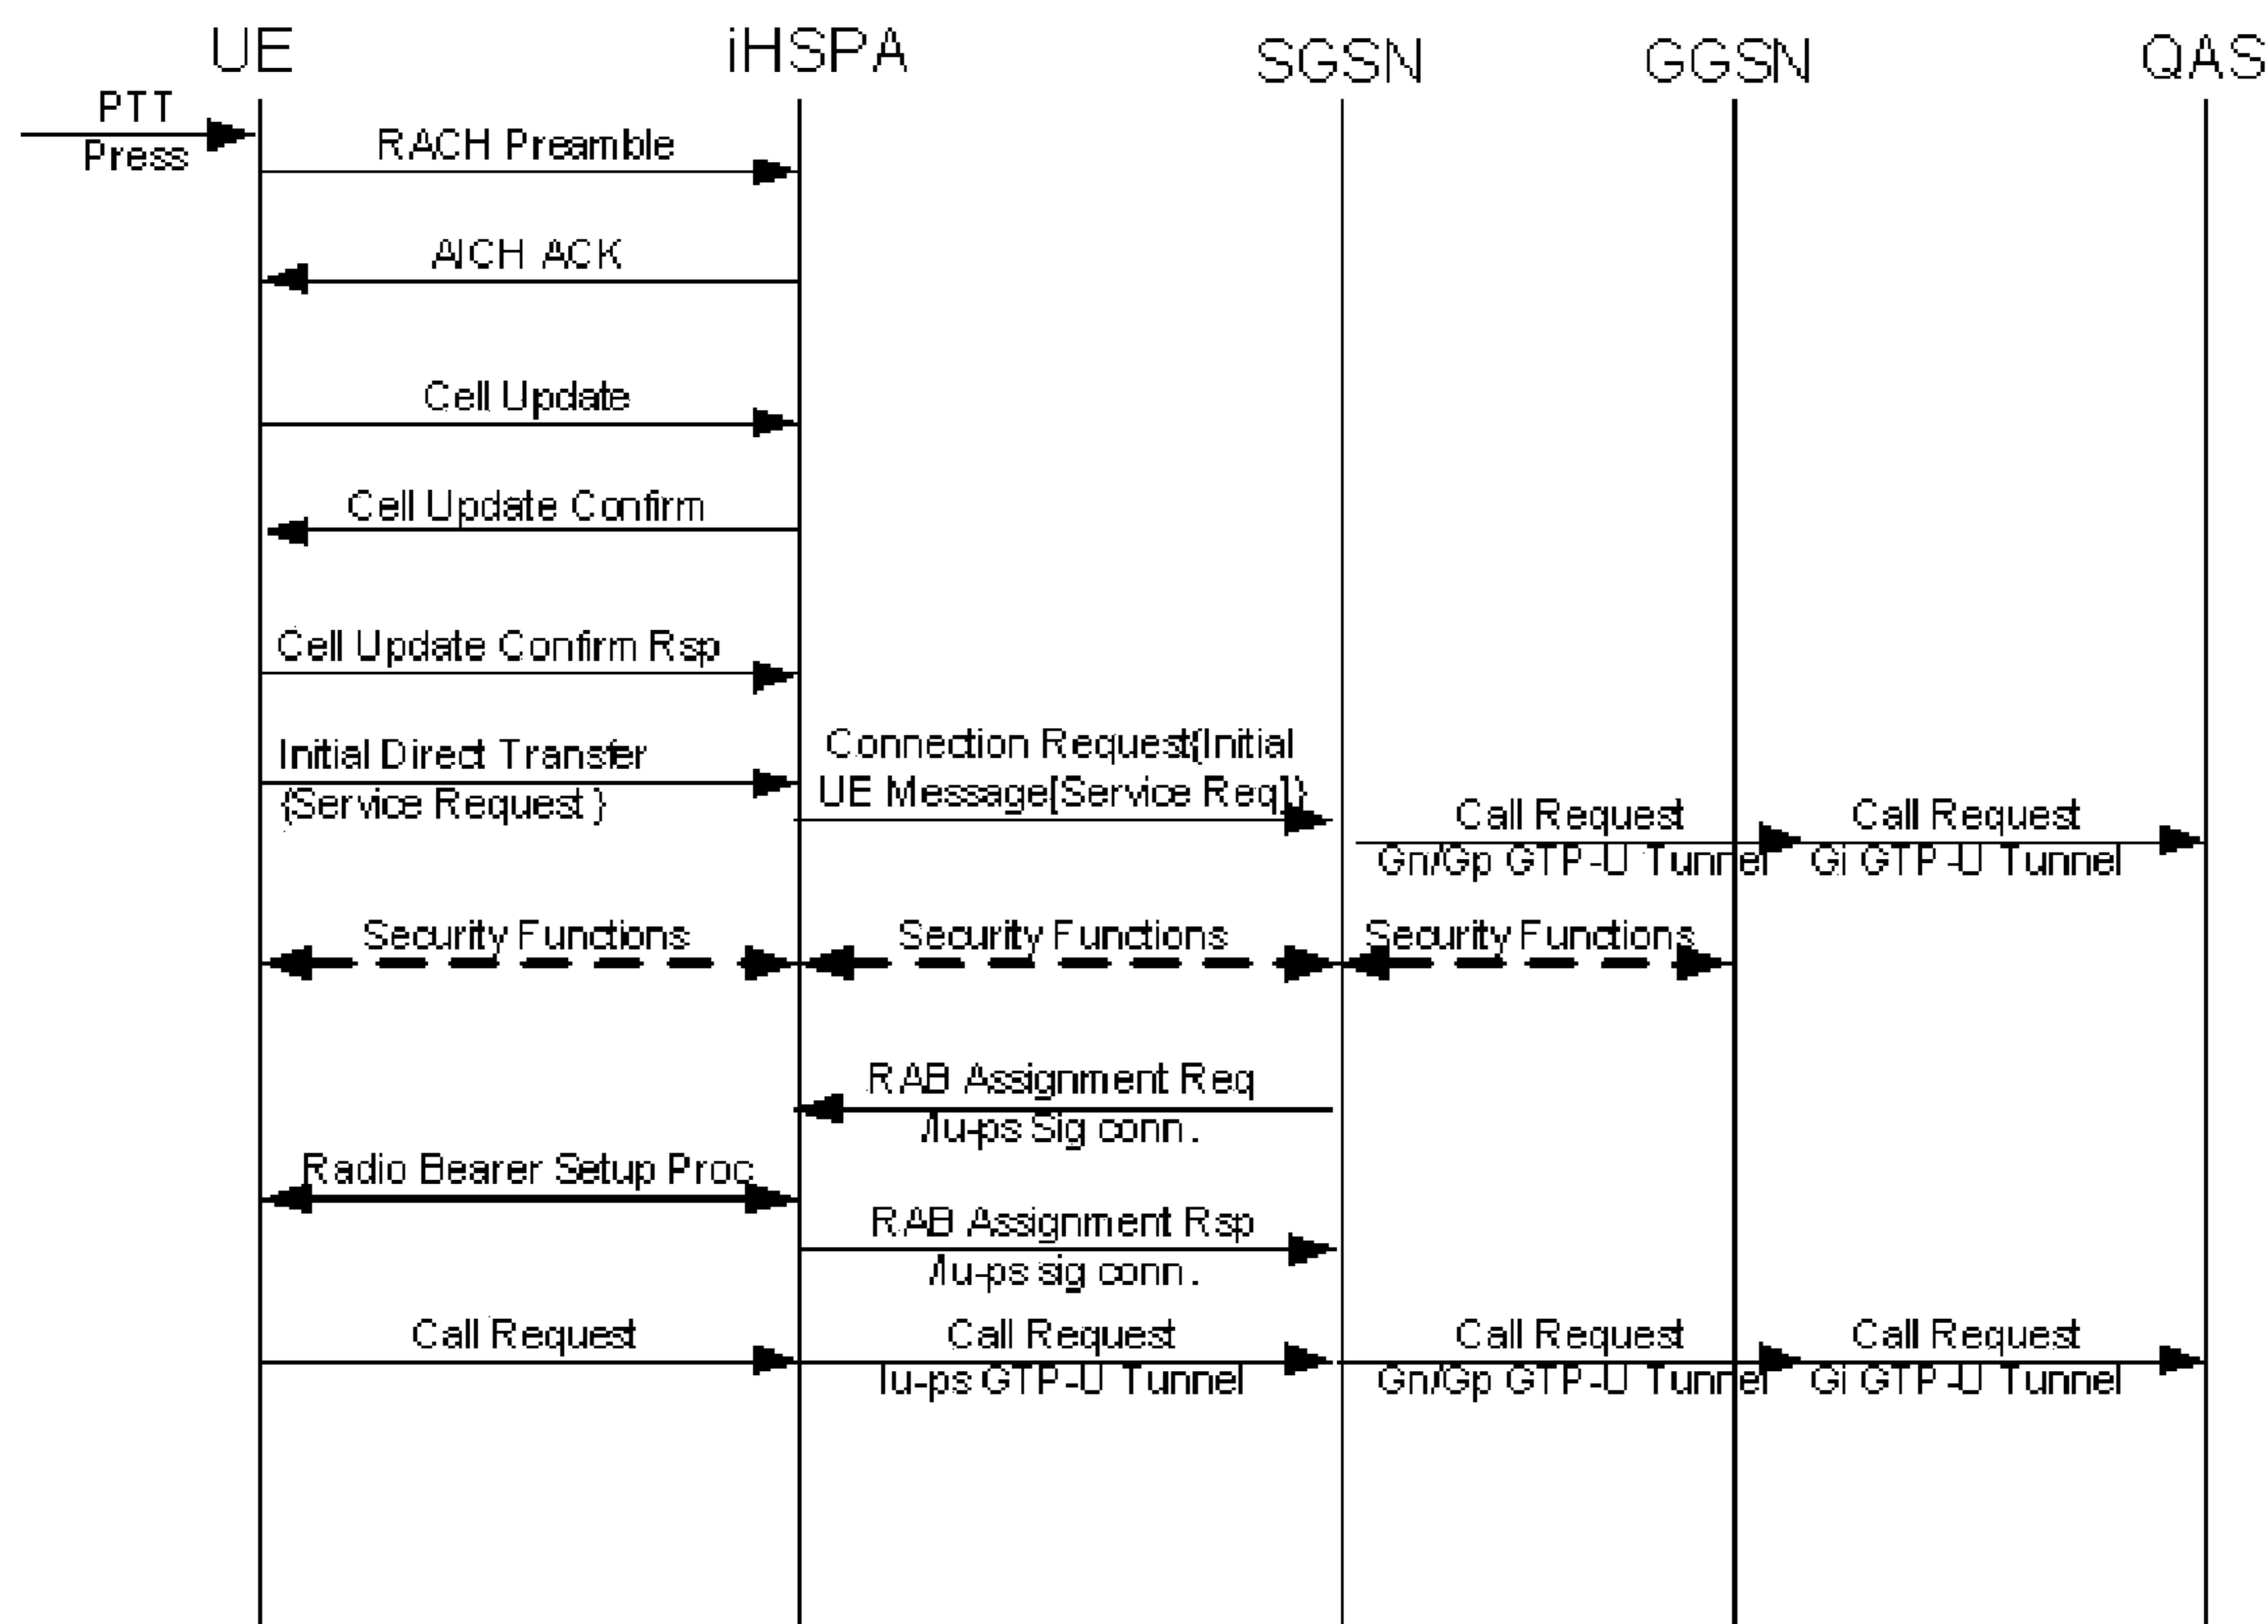 UE
iHSPA
SGSN
GGSN
QAS
PTT
Press
RACH Preamble
AICH ACK
Cell Update
Cell Update Confirm
Cell Update Confirm Rsp
Initial Direct Transfer
{Service Request }
Connection Request{Initial
UE Message[Service Req]}
Call Request
Gn/Gp GTP-U Tunnel
Call Request
Gi GTP-U Tunnel
Security Functions
Security Functions
Security Functions
RAB Assignment Req
/Iu-ps Sig conn.
Radio Bearer Setup Proc
RAB Assignment Rsp
/Iu-ps sig conn.
Call Request
Call Request
Iu-ps GTP-U Tunnel
Call Request
Gn/Gp GTP-U Tunnel
Call Request
Gi GTP-U Tunnel